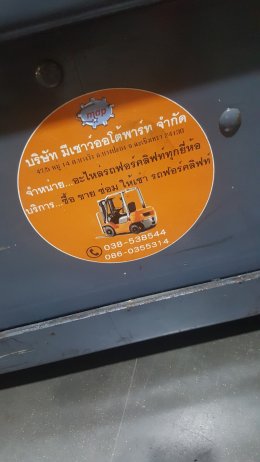 mgp
บริษัท มีเชาว์ออโต้พาร์ท จำกัด
จำหน่าย...อะไหล่รถฟอร์คลิฟท์ทุกยี่ห้อ
บริการ...ซื้อ ขาย ซ่อม ให้เช่า รถฟอร์คลิฟท์
038-538544
086-0355314